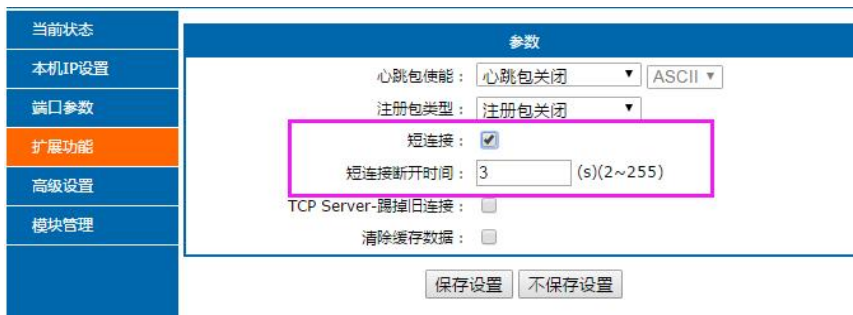 当前状态
本机IP设置
端口参数
扩展功能
高级设置
模块管理
参数
心跳包使能： 心跳包关闭 ASCII
注册包类型： 注册包关闭
短连接：
短连接断开时间： 3 (s)(2~255)
TCP Server-踢掉旧连接：
清除缓存数据：
保存设置 不保存设置